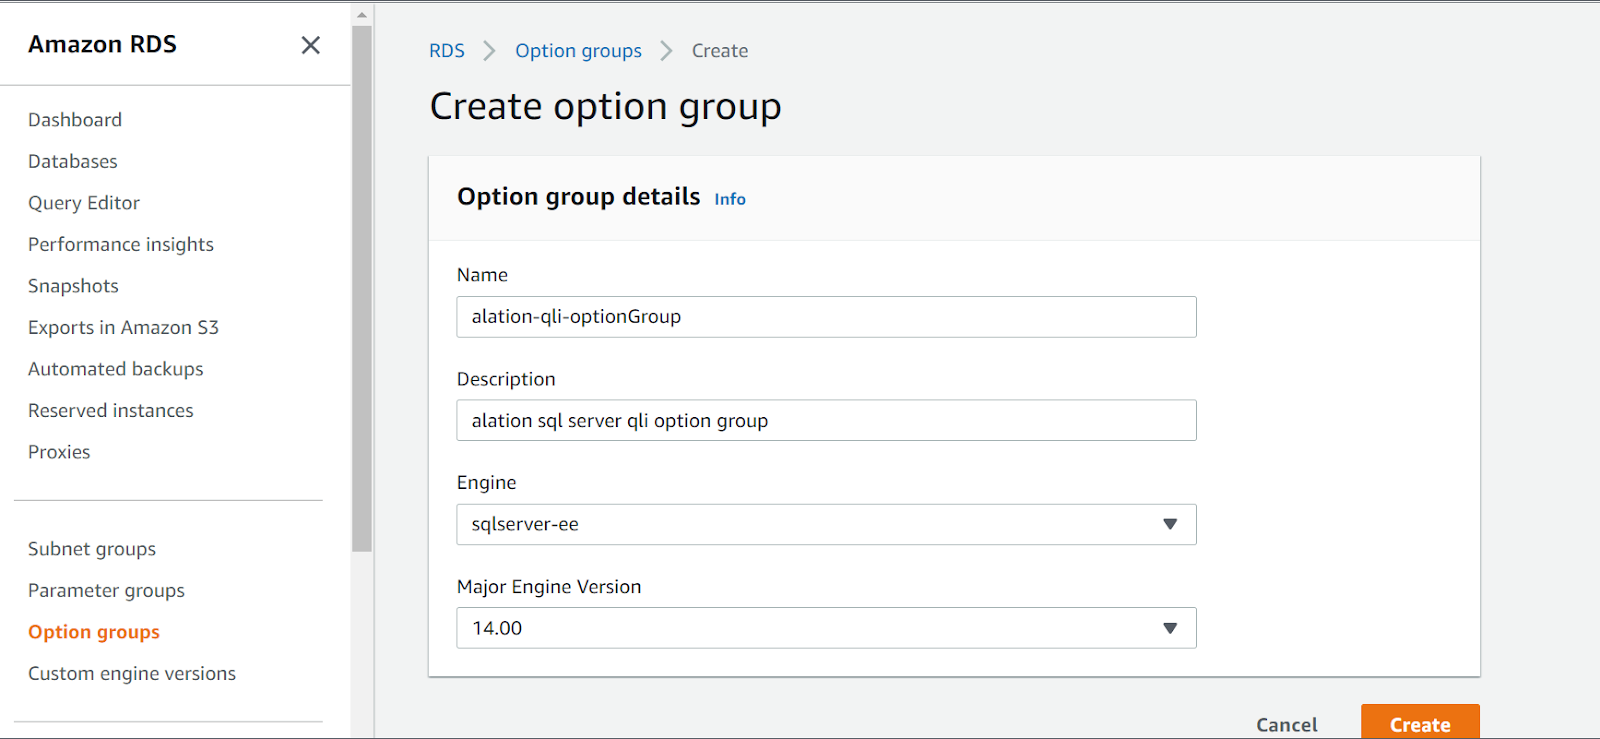 Amazon RDS
Dashboard
Databases
Query Editor
Performance insights
Snapshots
Exports in Amazon S3
Automated backups
Reserved instances
Proxies
Subnet groups
Parameter groups
Option groups
Custom engine versions
RDS > Option groups > Create
Create option group
Option group details Info
Name
alation-qli-optionGroup
Description
alation sql server qli option group
Engine
sqlserver-ee
Major Engine Version
14.00
Cancel Create